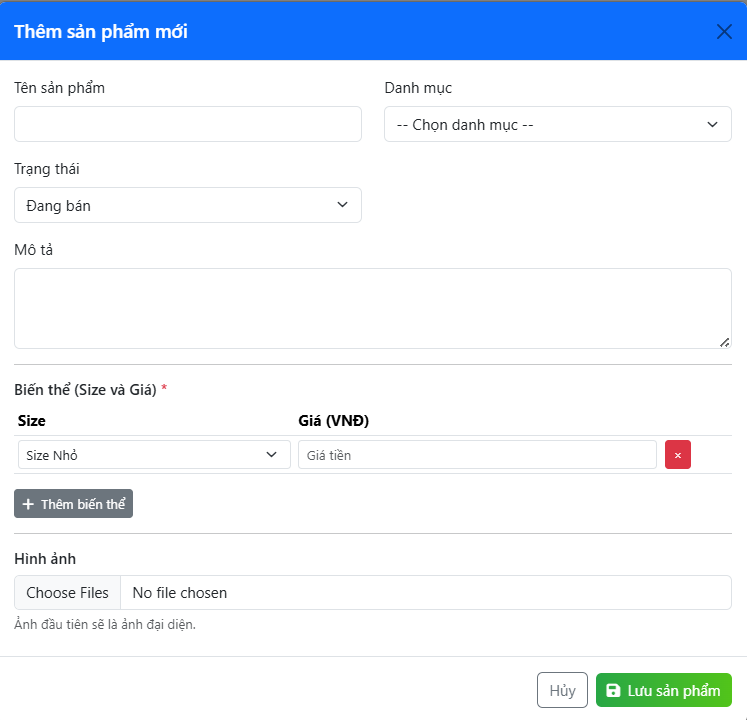 Thêm sản phẩm mới
Tên sản phẩm
Danh mục
-- Chọn danh mục --
Trạng thái
Đang bán
Mô tả
Biến thể (Size và Giá) *
Size
Giá (VNĐ)
Size Nhỏ
Giá tiền
×
+ Thêm biến thể
Hình ảnh
Choose Files
No file chosen
Ảnh đầu tiên sẽ là ảnh đại diện.
Hủy
Lưu sản phẩm